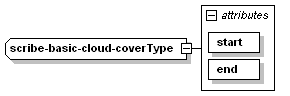 attributes
scribe-basic-cloud-coverType
start
end